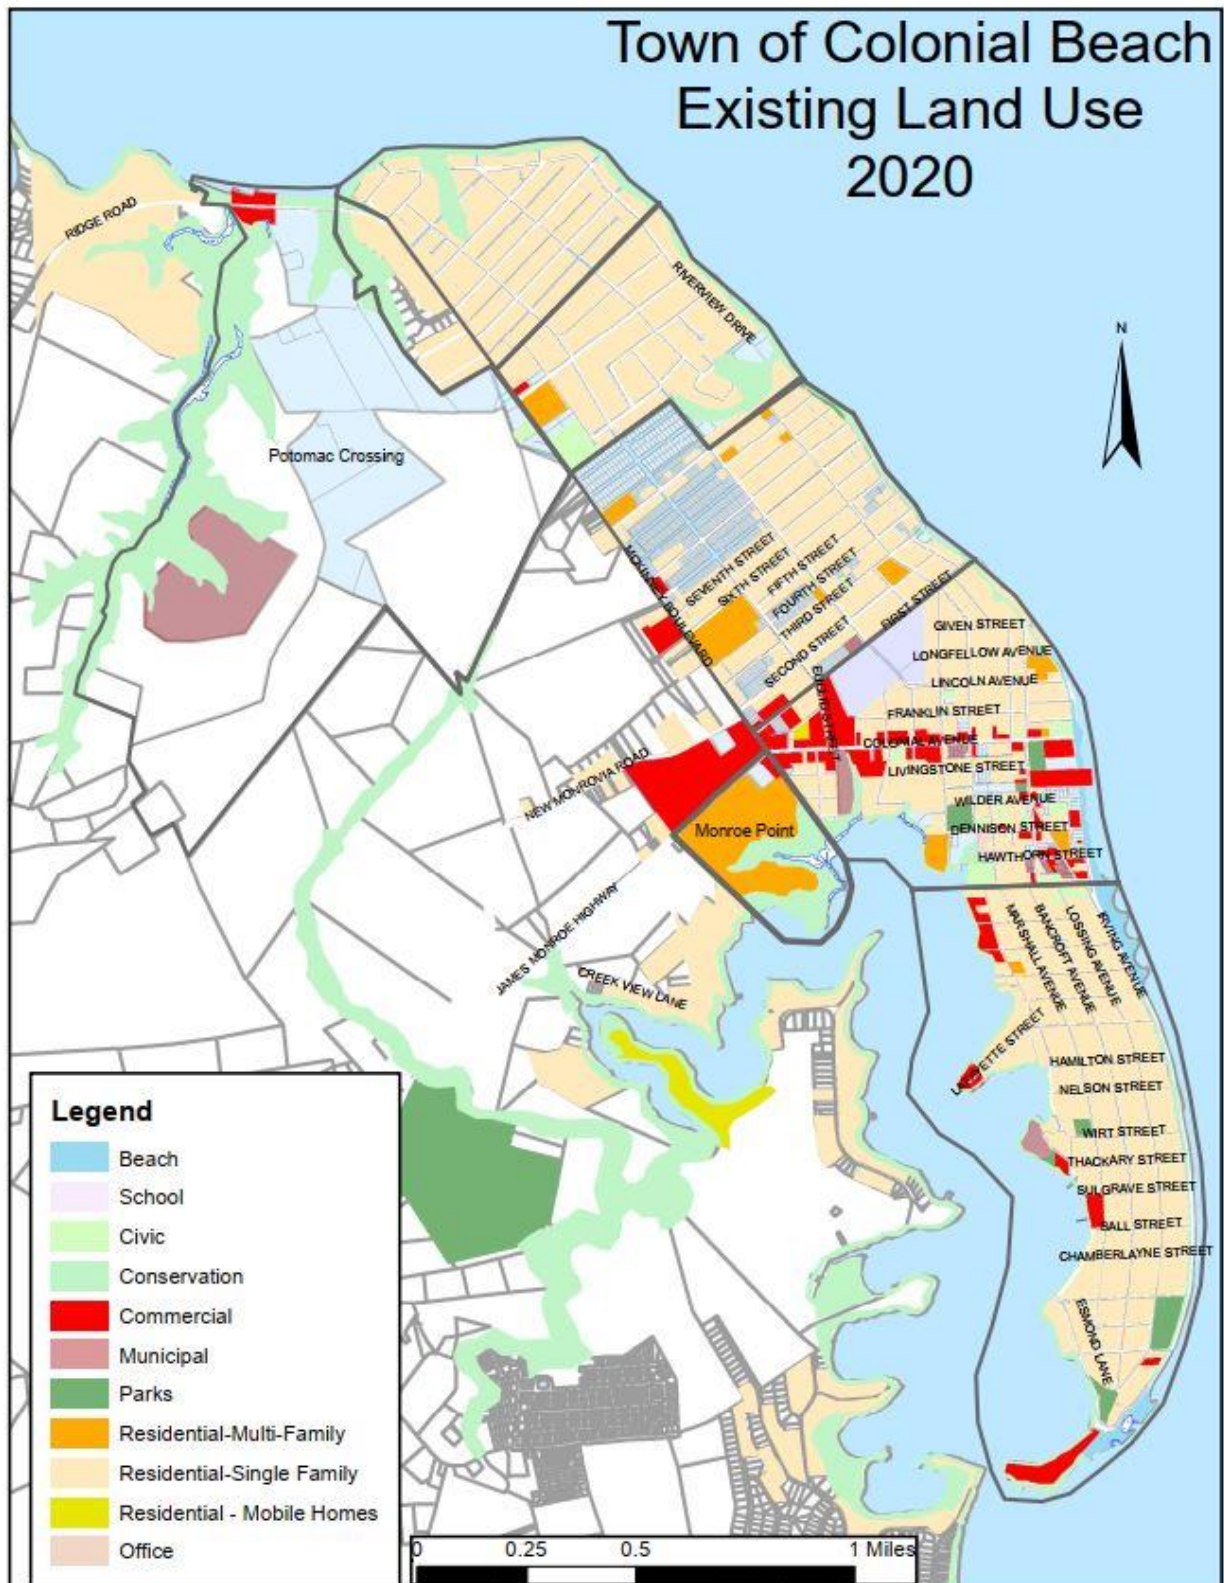 Town of Colonial Beach
Existing Land Use
2020
RIDGE ROAD
RIVERVIEW DRIVE
N
Potomac Crossing
MCKINNEY BOULEVARD
SEVENTH STREET
SIXTH STREET
FIFTH STREET
FOURTH STREET
THIRD STREET
SECOND STREET
FIRST STREET
EUCLID STREET
GIVEN STREET
LONGFELLOW AVENUE
LINCOLN AVENUE
FRANKLIN STREET
COLONIAL AVENUE
LIVINGSTONE STREET
WILDER AVENUE
DENNISON STREET
HAWTHORN STREET
NEW MONROVIA ROAD
Monroe Point
JAMES MONROE HIGHWAY
CREEK VIEW LANE
MARSHALL AVENUE
BANCROFT AVENUE
LOSSING AVENUE
IRVING AVENUE
LAFAYETTE STREET
HAMILTON STREET
NELSON STREET
WIRT STREET
THACKARY STREET
SULGRAVE STREET
BALL STREET
CHAMBERLAYNE STREET
ESMOND LANE
Legend
Beach
School
Civic
Conservation
Commercial
Municipal
Parks
Residential-Multi-Family
Residential-Single Family
Residential - Mobile Homes
Office
0 0.25 0.5 1 Miles